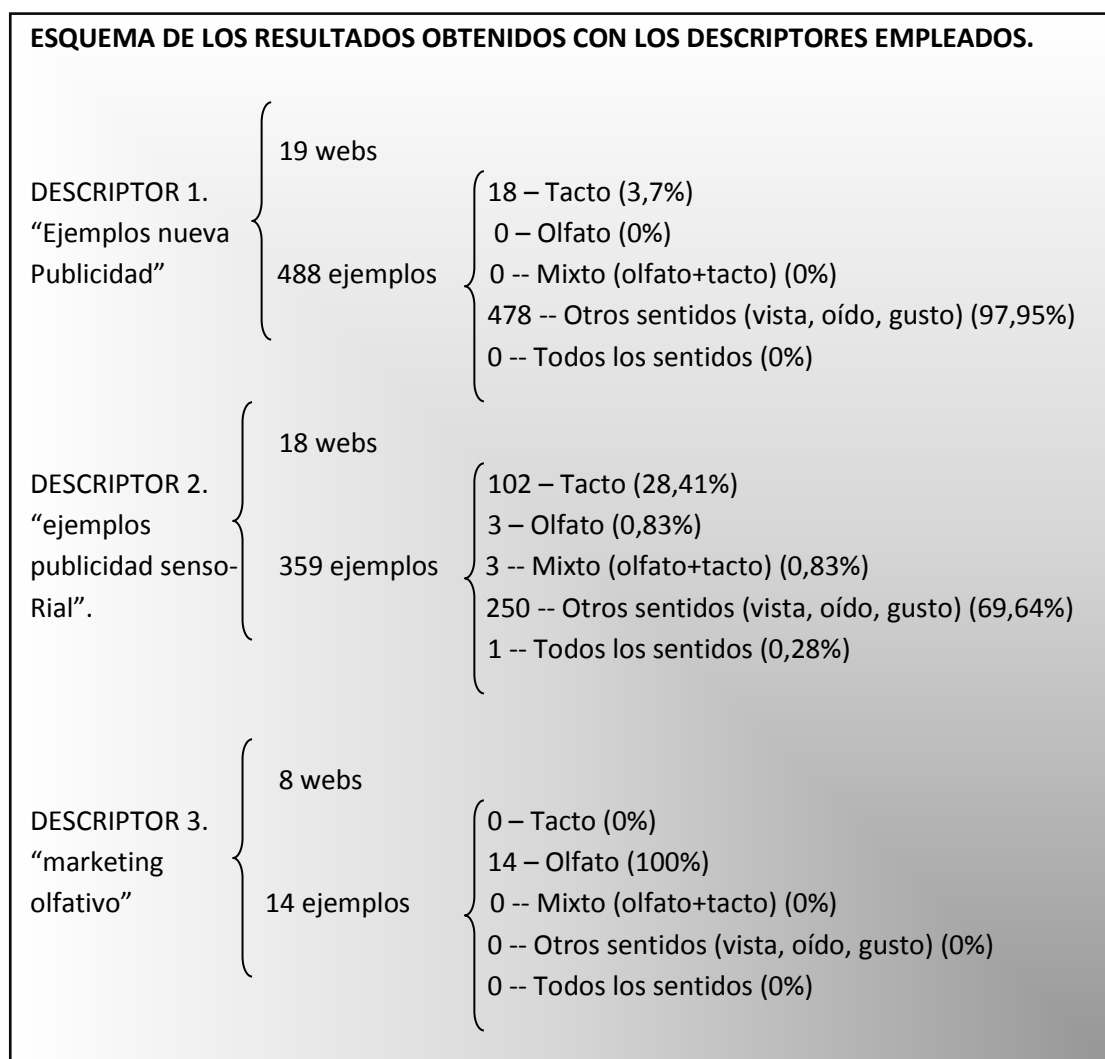 ESQUEMA DE LOS RESULTADOS OBTENIDOS CON LOS DESCRIPTORES EMPLEADOS.
DESCRIPTOR 1.
“Ejemplos nueva
Publicidad”
19 webs
488 ejemplos
18 – Tacto (3,7%)
0 – Olfato (0%)
0 -- Mixto (olfato+tacto) (0%)
478 -- Otros sentidos (vista, oído, gusto) (97,95%)
0 -- Todos los sentidos (0%)
DESCRIPTOR 2.
“ejemplos
publicidad senso-
Rial”.
18 webs
359 ejemplos
102 – Tacto (28,41%)
3 – Olfato (0,83%)
3 -- Mixto (olfato+tacto) (0,83%)
250 -- Otros sentidos (vista, oído, gusto) (69,64%)
1 -- Todos los sentidos (0,28%)
DESCRIPTOR 3.
“marketing
olfativo”
8 webs
14 ejemplos
0 – Tacto (0%)
14 – Olfato (100%)
0 -- Mixto (olfato+tacto) (0%)
0 -- Otros sentidos (vista, oído, gusto) (0%)
0 -- Todos los sentidos (0%)